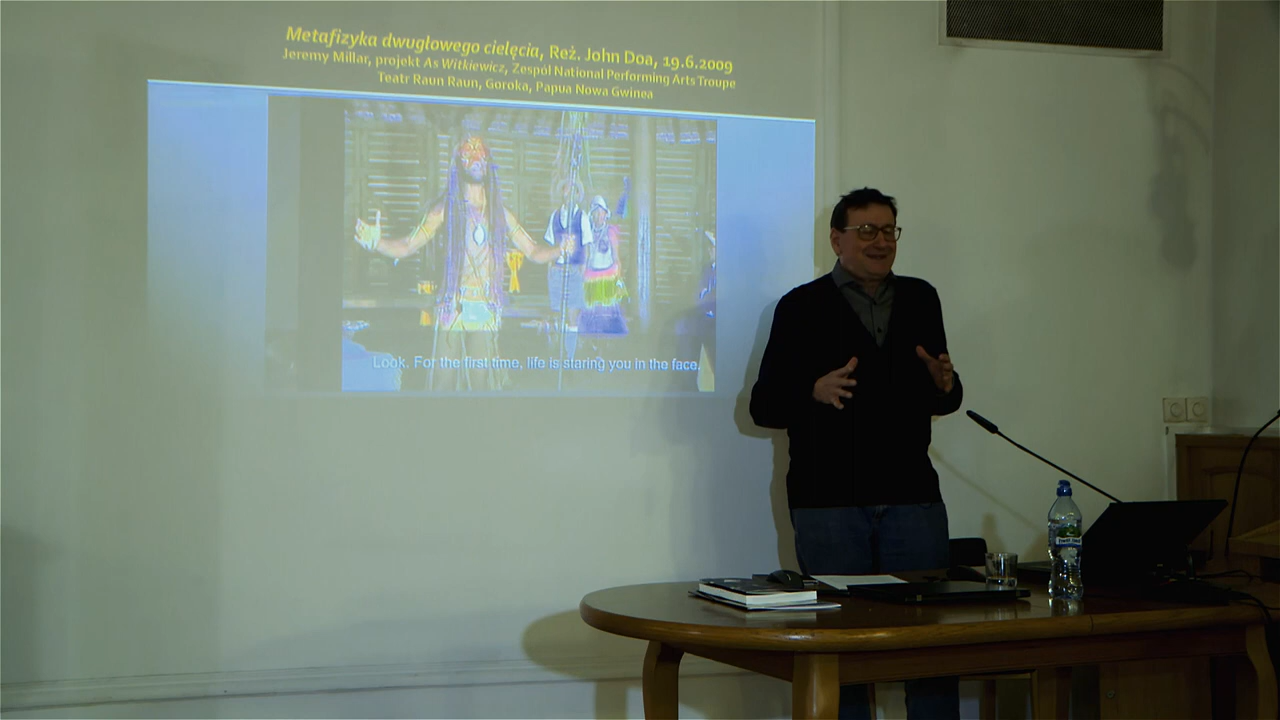 Metafizyka dwugłowego cielęcia, Reż. John Doa, 19.6.2009
Jeremy Millar, projekt As Witkiewicz, Zespół National Performing Arts Troupe
Teatr Raun Raun, Goroka, Papua Nowa Gwinea
Look. For the first time, life is staring you in the face.